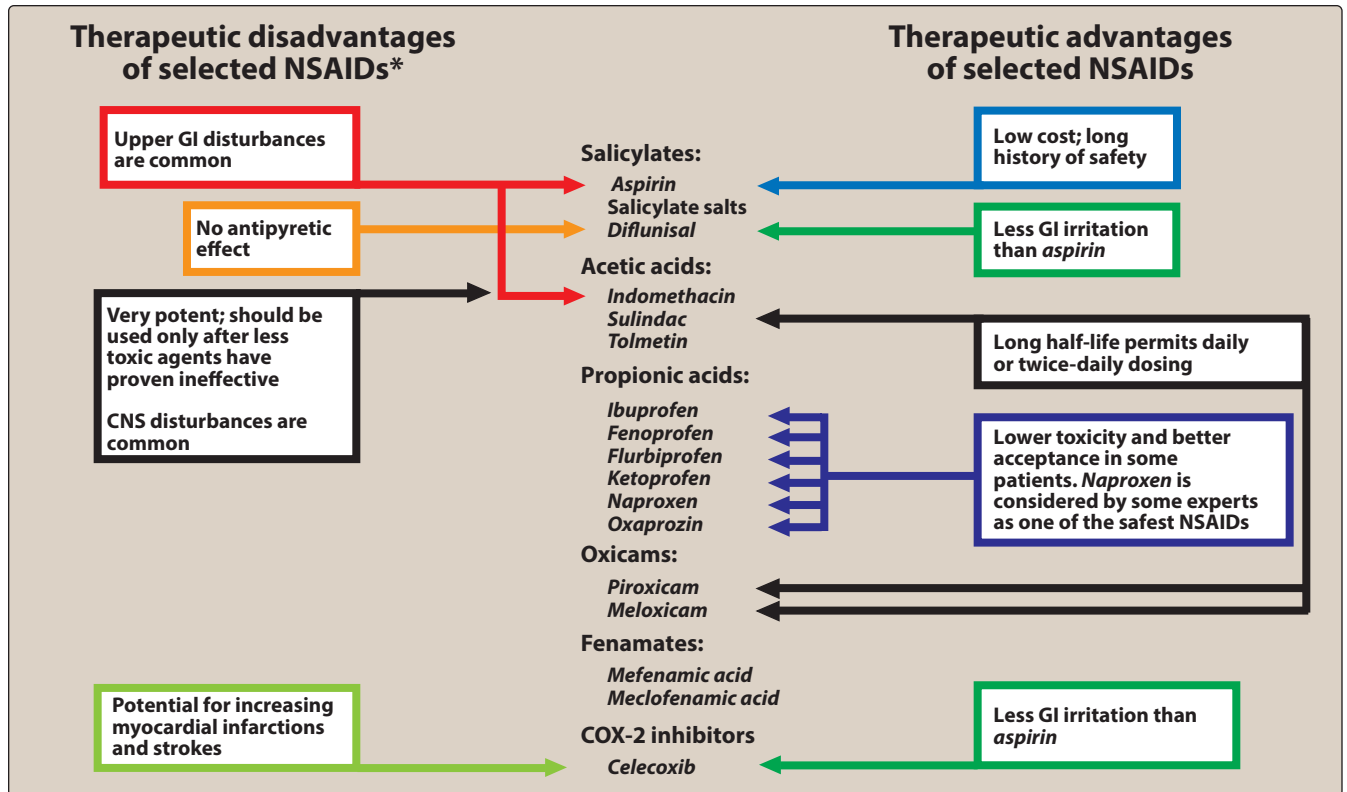 Therapeutic disadvantages
of selected NSAIDs*
Therapeutic advantages
of selected NSAIDs
Upper GI disturbances
are common
No antipyretic
effect
Very potent; should be
used only after less
toxic agents have
proven ineffective
CNS disturbances are
common
Potential for increasing
myocardial infarctions
and strokes
Salicylates:
Aspirin
Salicylate salts
Diflunisal
Acetic acids:
Indomethacin
Sulindac
Tolmetin
Propionic acids:
Ibuprofen
Fenoprofen
Flurbiprofen
Ketoprofen
Naproxen
Oxaprozin
Oxicams:
Piroxicam
Meloxicam
Fenamates:
Mefenamic acid
Meclofenamic acid
COX-2 inhibitors
Celecoxib
Low cost; long
history of safety
Less GI irritation
than aspirin
Long half-life permits daily
or twice-daily dosing
Lower toxicity and better
acceptance in some
patients. Naproxen is
considered by some experts
as one of the safest NSAIDs
Less GI irritation than
aspirin